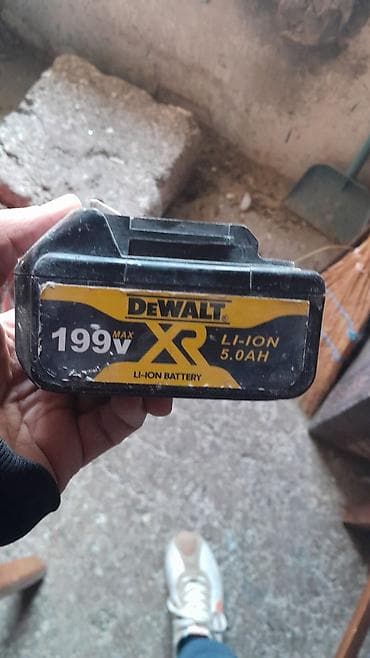 DEWALT®
199V MAX XR LI-ION
5.0AH
LI-ION BATTERY